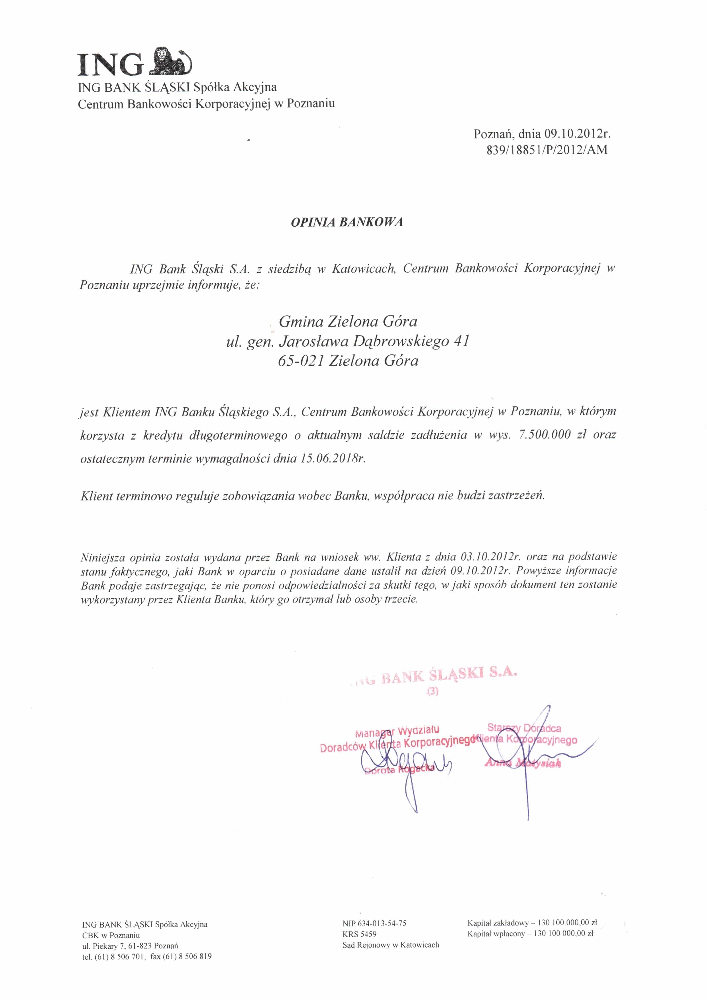 ING
ING BANK ŚLĄSKI Spółka Akcyjna
Centrum Bankowości Korporacyjnej w Poznaniu
Poznań, dnia 09.10.2012r.
839/18851/P/2012/AM
OPINIA BANKOWA
ING Bank Śląski S.A. z siedzibą w Katowicach, Centrum Bankowości Korporacyjnej w
Poznaniu uprzejmie informuje, że:
Gmina Zielona Góra
ul. gen. Jarosława Dąbrowskiego 41
65-021 Zielona Góra
jest Klientem ING Banku Śląskiego S.A., Centrum Bankowości Korporacyjnej w Poznaniu, w którym
korzysta z kredytu długoterminowego o aktualnym saldzie zadłużenia w wys. 7.500.000 zł oraz
ostatecznym terminie wymagalności dnia 15.06.2018r.
Klient terminowo reguluje zobowiązania wobec Banku, współpraca nie budzi zastrzeżeń.
Niniejsza opinia została wydana przez Bank na wniosek ww. Klienta z dnia 03.10.2012r. oraz na podstawie
stanu faktycznego, jaki Bank w oparciu o posiadane dane ustalił na dzień 09.10.2012r. Powyższe informacje
Bank podaje zastrzegając, że nie ponosi odpowiedzialności za skutki tego, w jaki sposób dokument ten zostanie
wykorzystany przez Klienta Banku, który go otrzymał lub osoby trzecie.
ING BANK ŚLĄSKI S.A.
(3)
Manager Wydziału
Doradców Klienta Korporacyjnego
Dorota Rogacka
Starszy Doradca
Klienta Korporacyjnego
Anna Matysiak
ING BANK ŚLĄSKI Spółka Akcyjna
CBK w Poznaniu
ul. Piekary 7, 61-823 Poznań
tel. (61) 8 506 701, fax (61) 8 506 819
NIP 634-013-54-75
KRS 5459
Sąd Rejonowy w Katowicach
Kapitał zakładowy – 130 100 000,00 zł
Kapitał wpłacony – 130 100 000,00 zł